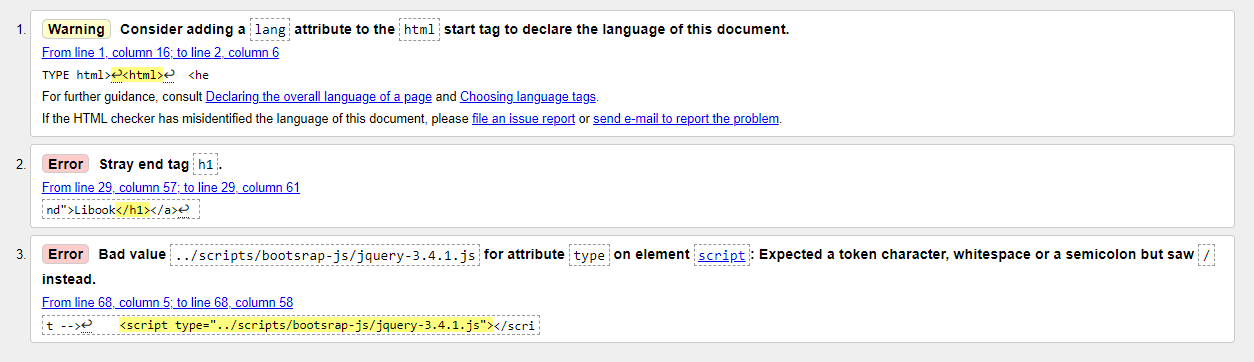 1. Warning Consider adding a lang attribute to the html start tag to declare the language of this document.
From line 1, column 16; to line 2, column 6
TYPE html>↩<html>↩  <he
For further guidance, consult Declaring the overall language of a page and Choosing language tags.
If the HTML checker has misidentified the language of this document, please file an issue report or send e-mail to report the problem.
2. Error Stray end tag h1.
From line 29, column 57; to line 29, column 61
nd">Libook</h1></a>↩
3. Error Bad value ../scripts/bootsrap-js/jquery-3.4.1.js for attribute type on element script: Expected a token character, whitespace or a semicolon but saw /
instead.
From line 68, column 5; to line 68, column 58
t -->↩    <script type="../scripts/bootsrap-js/jquery-3.4.1.js"></scri